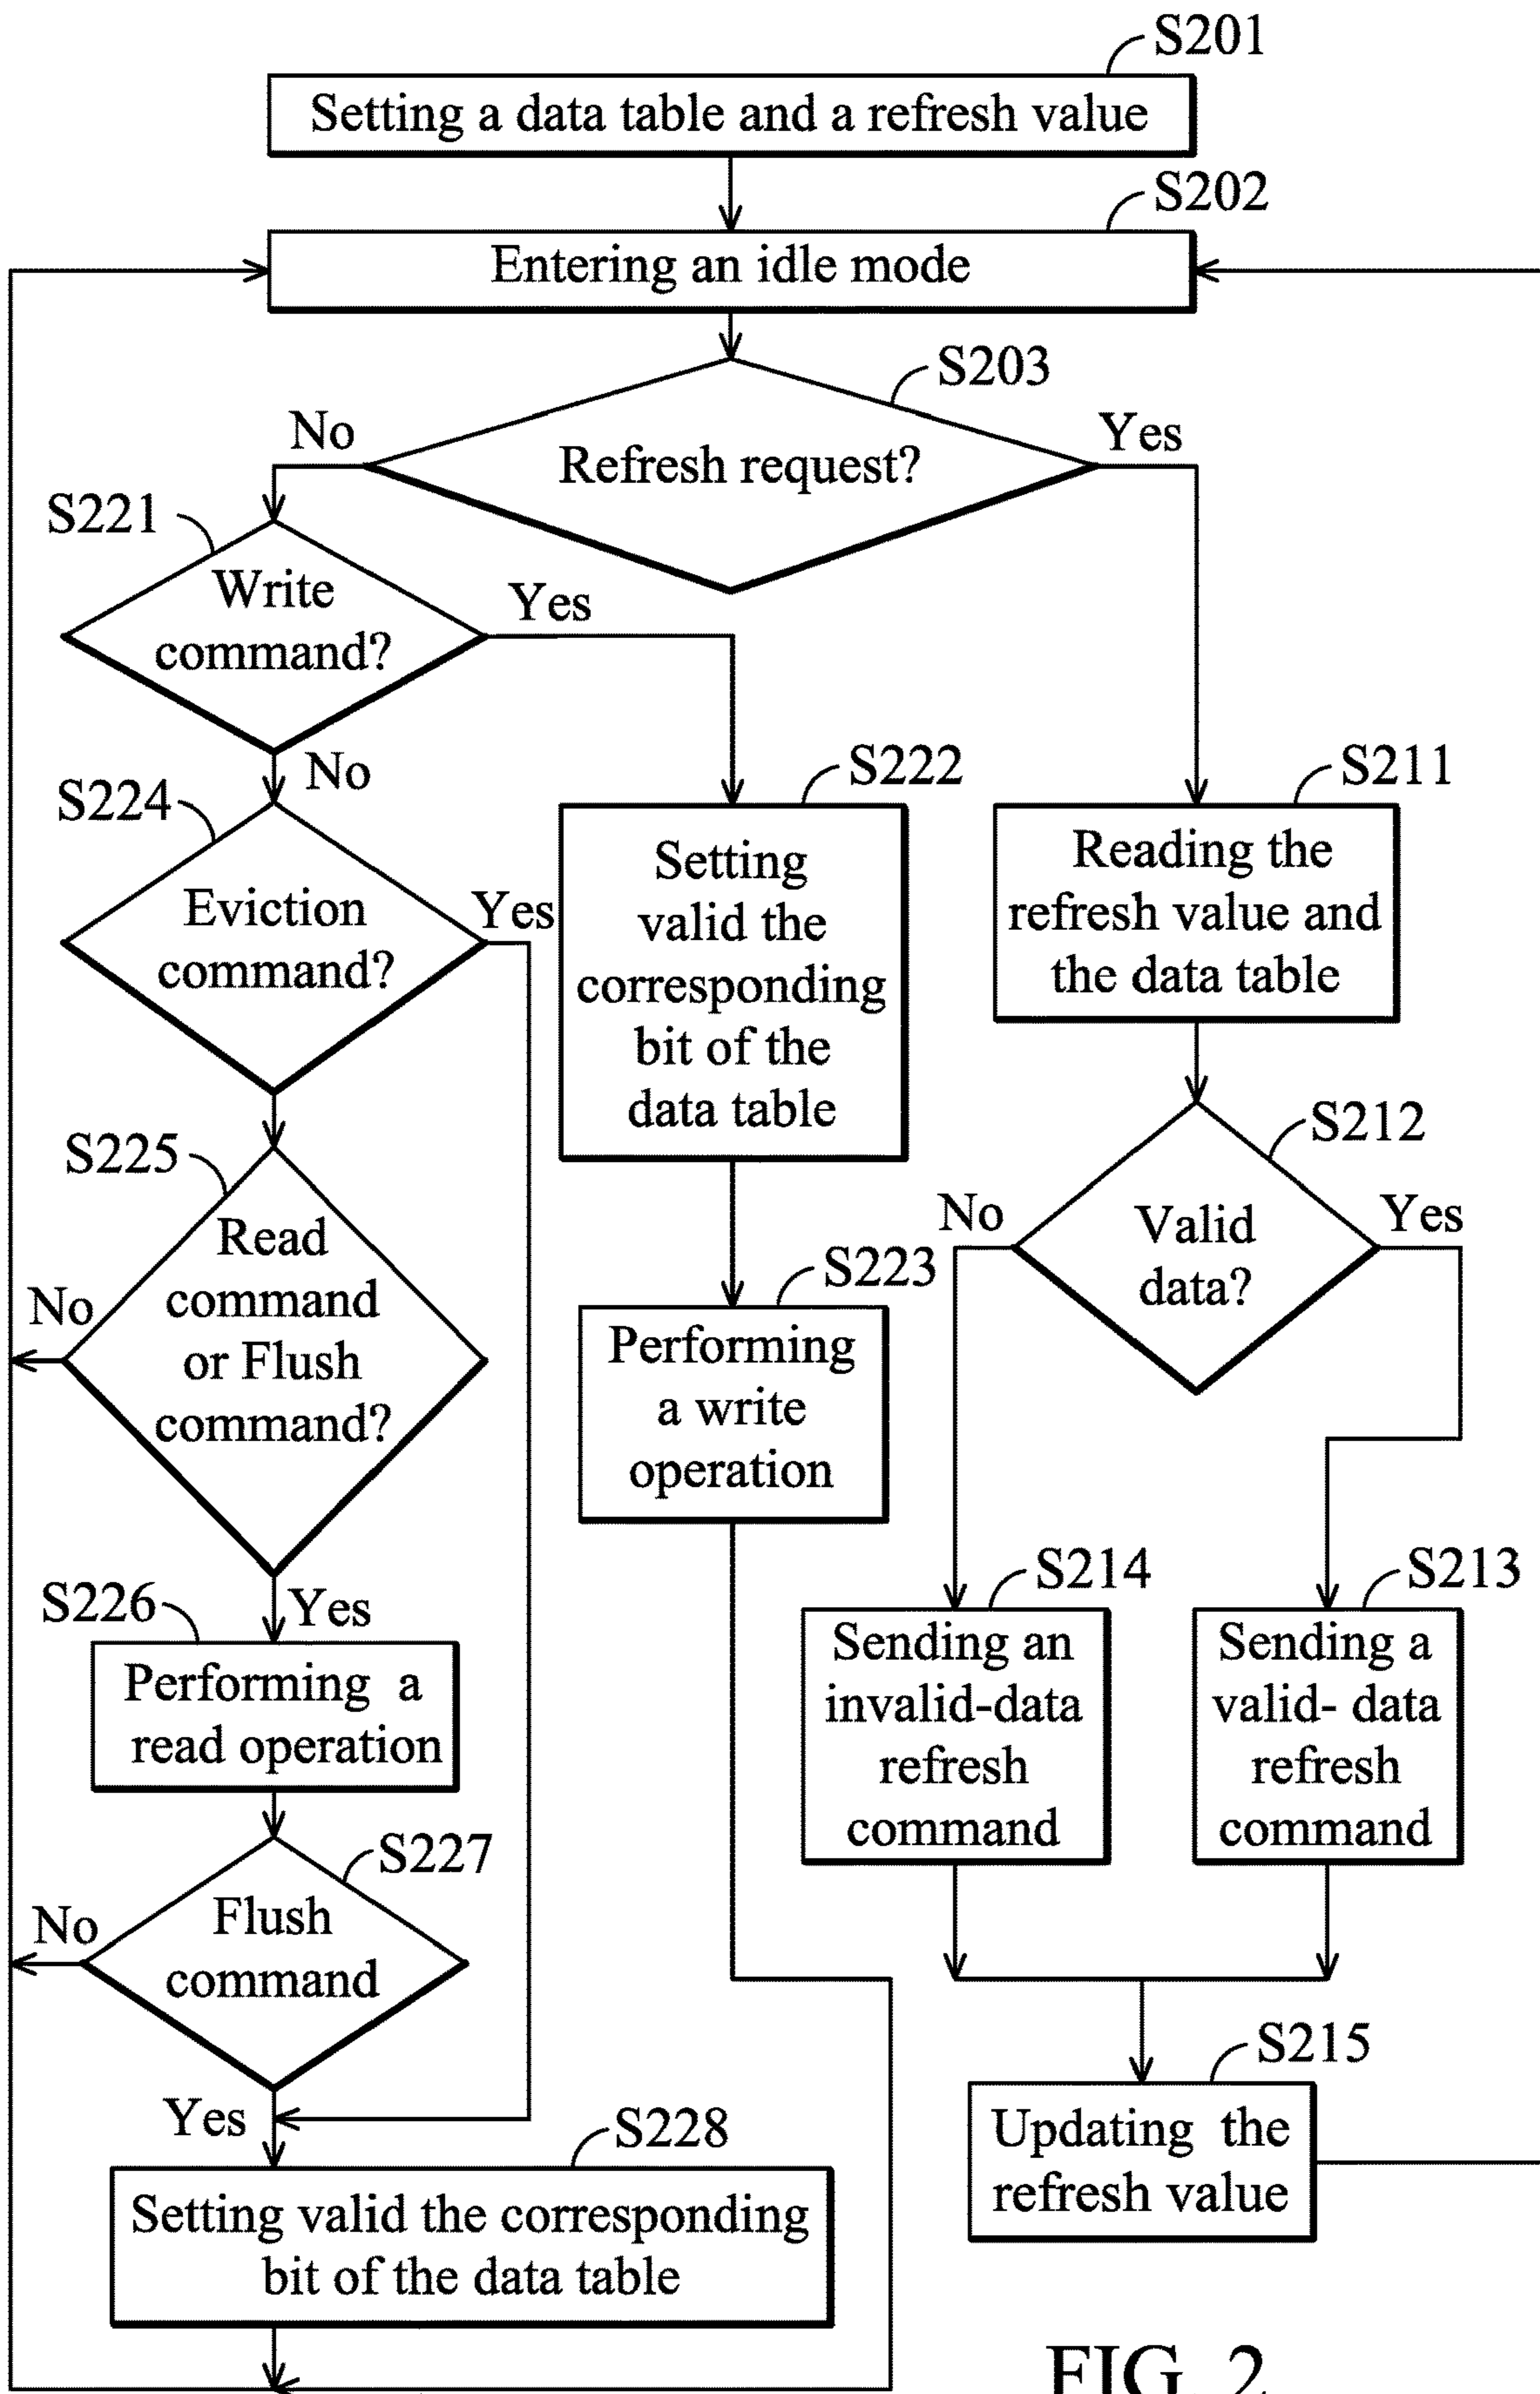 S201
Setting a data table and a refresh value
S202
Entering an idle mode
S203
Refresh request?
No
Yes
S221
Write
command?
Yes
No
S222
Setting
valid the
corresponding
bit of the
data table
S211
Reading the
refresh value and
the data table
S224
Eviction
command?
Yes
S212
Valid
data?
No
Yes
S225
Read
command
or Flush
command?
No
Yes
S223
Performing
a write
operation
S214
Sending an
invalid-data
refresh
command
S213
Sending a
valid- data
refresh
command
S226
Performing a
read operation
S227
Flush
command
No
Yes
S215
Updating the
refresh value
S228
Setting valid the corresponding
bit of the data table
FIG. 2